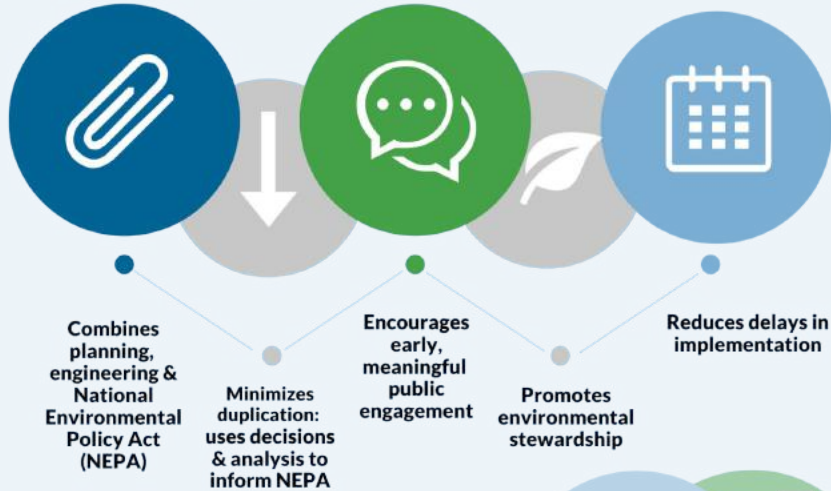 Combines
planning,
engineering &
National
Environmental
Policy Act
(NEPA)
Minimizes
duplication:
uses decisions
& analysis to
inform NEPA
Encourages
early,
meaningful
public
engagement
Promotes
environmental
stewardship
Reduces delays in
implementation